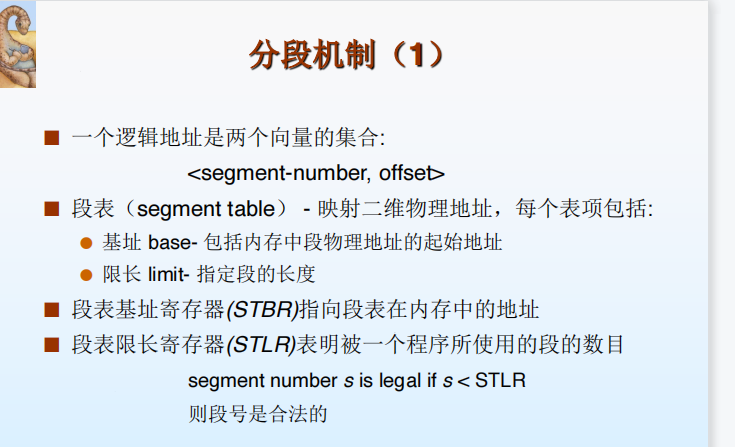 分段机制（1）
一个逻辑地址是两个向量的集合:
<segment-number, offset>
段表（segment table） - 映射二维物理地址，每个表项包括:
基址 base- 包括内存中段物理地址的起始地址
限长 limit- 指定段的长度
段表基址寄存器(STBR)指向段表在内存中的地址
段表限长寄存器(STLR)表明被一个程序所使用的段的数目
segment number s is legal if s < STLR
则段号是合法的